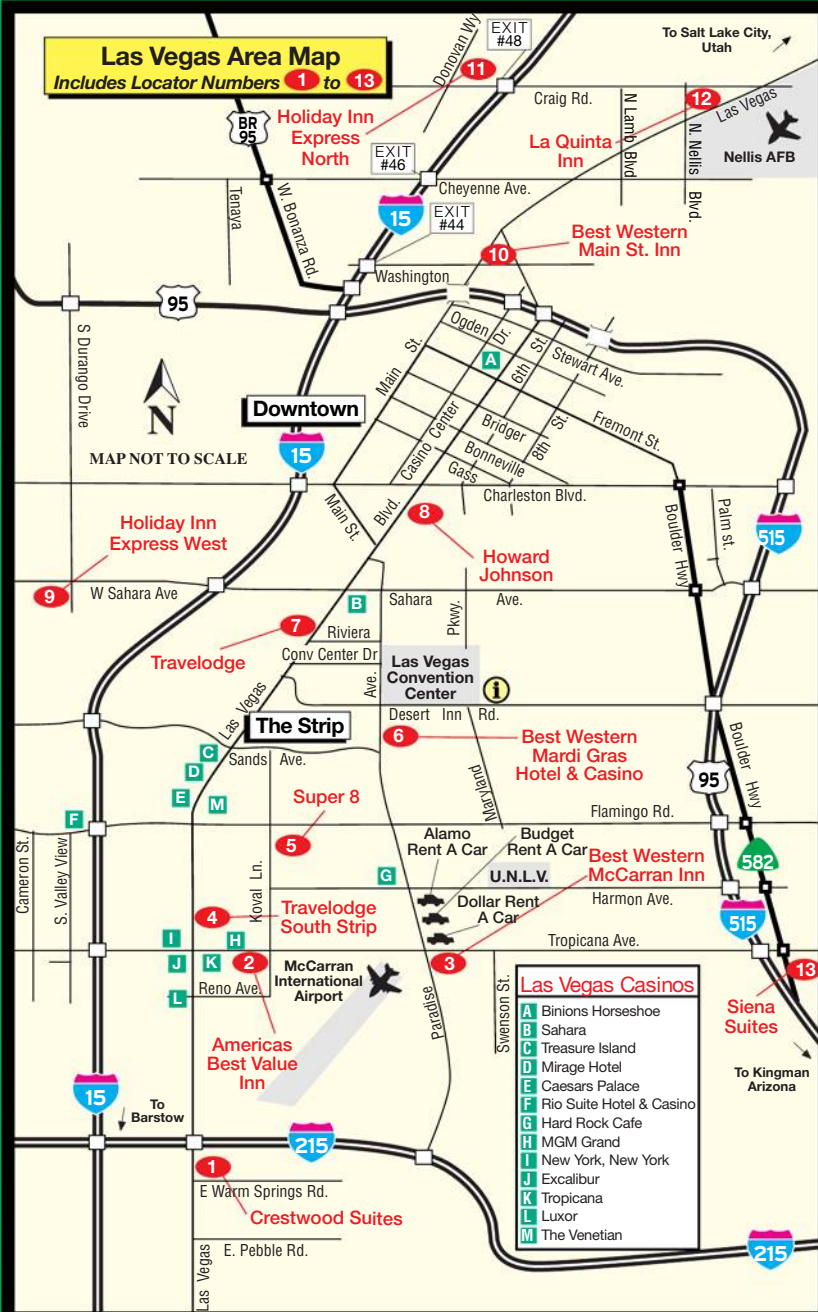 Las Vegas Area Map
Includes Locator Numbers 1 to 13
Donovan Wy
EXIT
#48
To Salt Lake City,
Utah
11
Craig Rd.
N Lamb Blvd
12
N. Nellis
Blvd.
Las Vegas
Nellis AFB
BR
95
Holiday Inn
Express
North
La Quinta
Inn
EXIT
#46
Cheyenne Ave.
Tenaya
W. Bonanza Rd.
15
EXIT
#44
Best Western
Main St. Inn
10
Washington
95
S Durango Drive
N
MAP NOT TO SCALE
Downtown
15
Main St.
Ogden
Dr.
A
6th St.
Stewart Ave.
Casino Center
Bridger
8th St.
Fremont St.
Bonneville
Gass
Charleston Blvd.
Main St.
Blvd.
8
Howard
Johnson
Boulder Hwy
Palm st.
515
Holiday Inn
Express West
9
W Sahara Ave
B
Sahara Ave.
Pkwy.
7
Travelodge
Riviera
Conv Center Dr
Ave.
Las Vegas
Convention
Center
i
Las Vegas
The Strip
Desert Inn Rd.
6
Best Western
Mardi Gras
Hotel & Casino
Boulder Hwy
95
C
Sands Ave.
D
E
M
Super 8
Maryland
F
Flamingo Rd.
Cameron St.
S. Valley View
5
Koval Ln.
Alamo
Rent A Car
Budget
Rent A Car
582
G
U.N.L.V.
Best Western
McCarran Inn
Harmon Ave.
Dollar Rent
A Car
515
4
Travelodge
South Strip
I
H
Tropicana Ave.
J
K
2
3
13
L
Reno Ave.
McCarran
International
Airport
Paradise
Swenson St.
Siena
Suites
Americas
Best Value
Inn
To Kingman
Arizona
15
To
Barstow
215
1
E Warm Springs Rd.
Crestwood Suites
E. Pebble Rd.
Las Vegas
215
Las Vegas Casinos
A Binions Horseshoe
B Sahara
C Treasure Island
D Mirage Hotel
E Caesars Palace
F Rio Suite Hotel & Casino
G Hard Rock Cafe
H MGM Grand
I New York, New York
J Excalibur
K Tropicana
L Luxor
M The Venetian